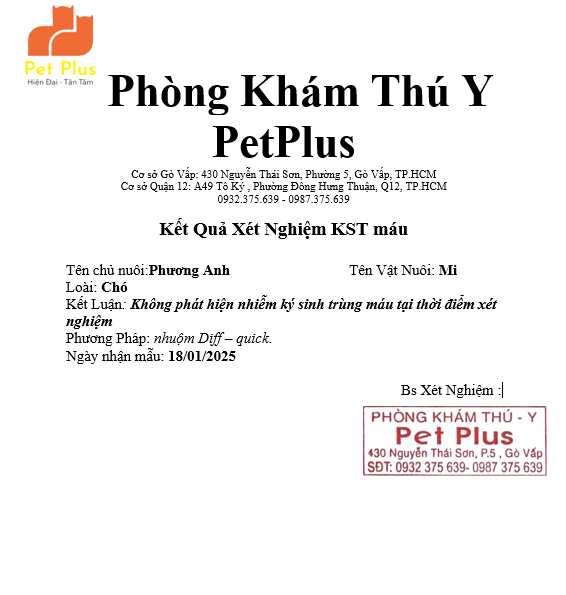 Pet Plus
Hiện Đại - Tận Tâm
Phòng Khám Thú Y
PetPlus
Cơ sở Gò Vấp: 430 Nguyễn Thái Sơn, Phường 5, Gò Vấp, TP.HCM
Cơ sở Quận 12: A49 Tô Ký , Phường Đông Hưng Thuận, Q12, TP.HCM
0932.375.639 - 0987.375.639
Kết Quả Xét Nghiệm KST máu
Tên chủ nuôi:Phương Anh Tên Vật Nuôi: Mi
Loài: Chó
Kết Luận: Không phát hiện nhiễm ký sinh trùng máu tại thời điểm xét
nghiệm
Phương Pháp: nhuộm Diff – quick.
Ngày nhận mẫu: 18/01/2025
Bs Xét Nghiệm :
PHÒNG KHÁM THÚ - Y
Pet Plus
430 Nguyễn Thái Sơn, P.5 , Gò Vấp
SĐT: 0932 375 639- 0987 375 639